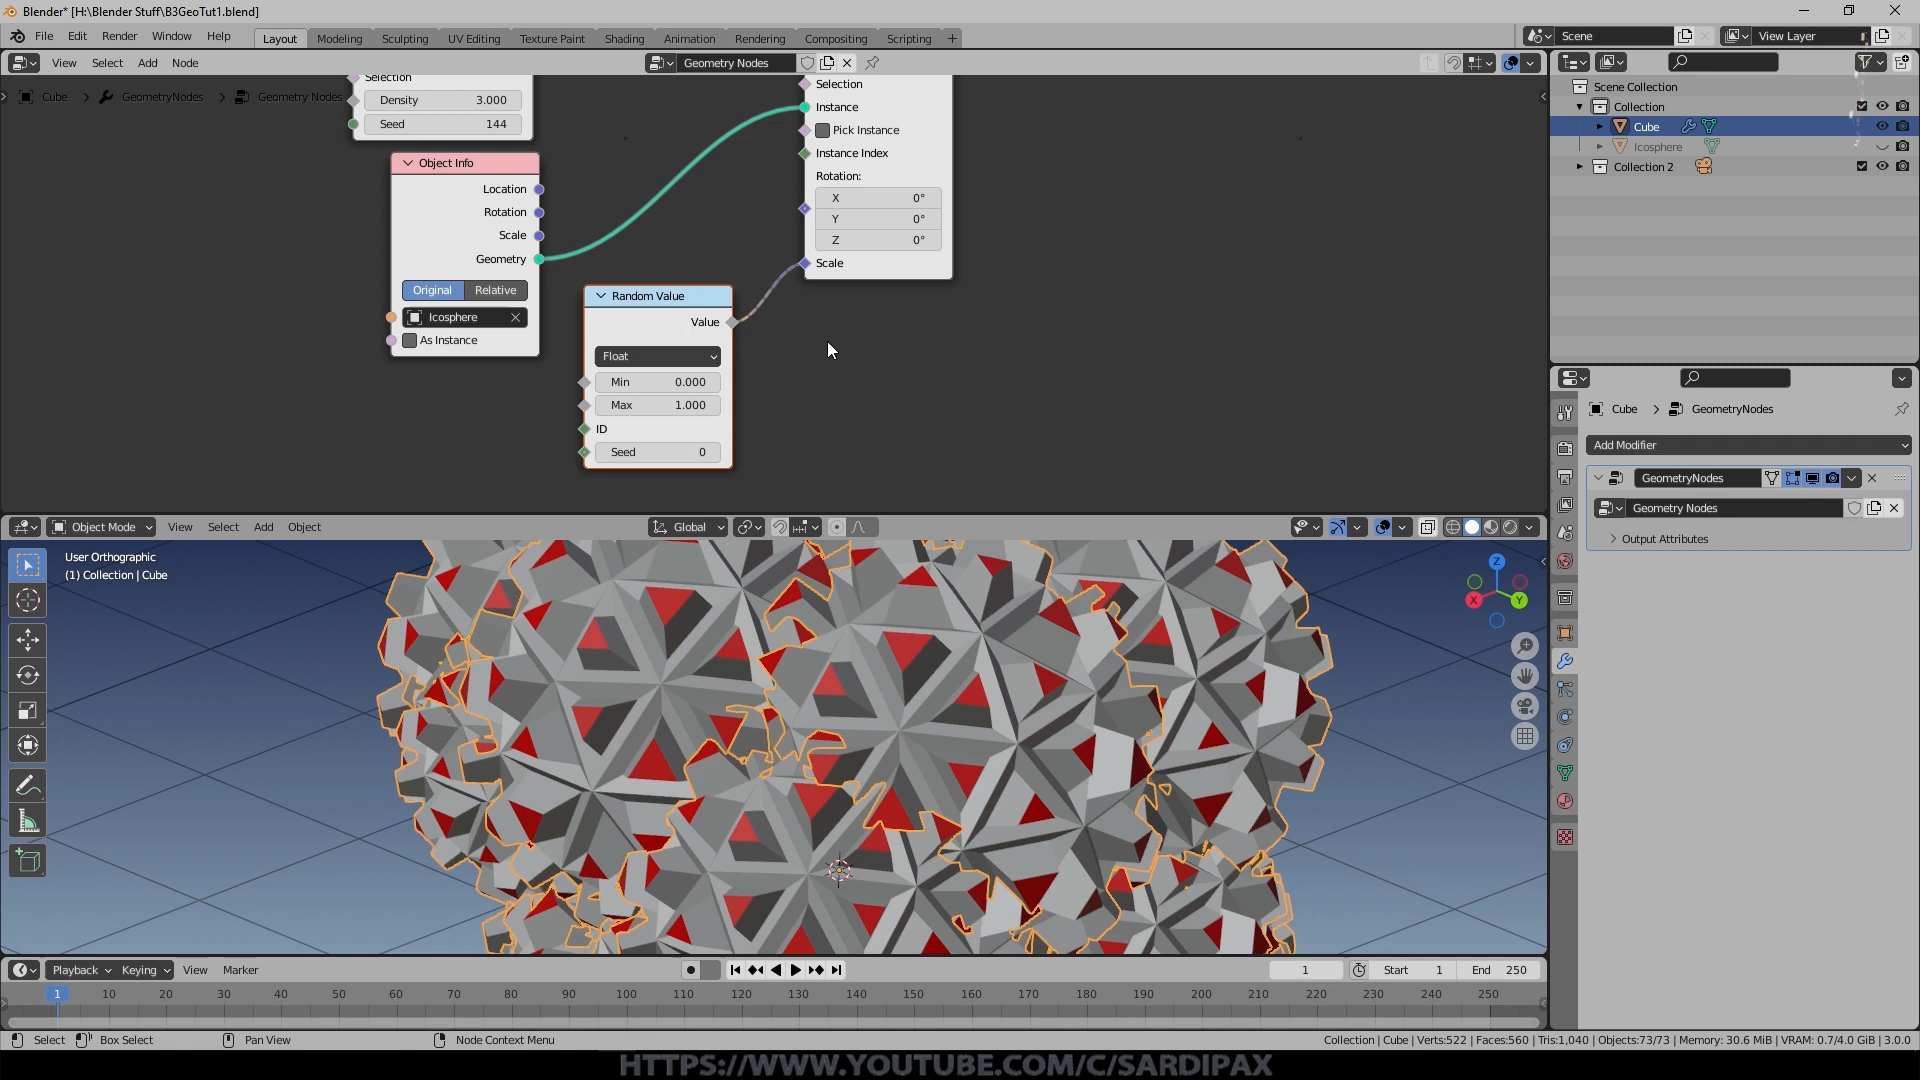 Blender* [H:\Blender Stuff\B3GeoTut1.blend]
File Edit Render Window Help Layout Modeling Sculpting UV Editing Texture Paint Shading Animation Rendering Compositing Scripting + Scene View Layer
View Select Add Node Geometry Nodes
Cube > GeometryNodes > Geometry Nodes
Selection
Density 3.000
Seed 144
Object Info
Location
Rotation
Scale
Geometry
Original Relative
Icosphere
As Instance
Random Value
Value
Float
Min 0.000
Max 1.000
ID
Seed 0
Selection
Instance
Pick Instance
Instance Index
Rotation:
X 0°
Y 0°
Z 0°
Scale
Scene Collection
Collection
Cube
Icosphere
Collection 2
Cube > GeometryNodes
Add Modifier
GeometryNodes
Geometry Nodes
Output Attributes
Object Mode View Select Add Object Global
User Orthographic
(1) Collection | Cube
Z
X
Y
Playback Keying View Marker 1 Start 1 End 250
1 10 20 30 40 50 60 70 80 90 100 110 120 130 140 150 160 170 180 190 200 210 220 230 240 250
Select Box Select Pan View Node Context Menu Collection | Cube | Verts:522 | Faces:560 | Tris:1,040 | Objects:73/73 | Memory: 30.6 MiB | VRAM: 0.7/4.0 GiB | 3.0.0
HTTPS://WWW.YOUTUBE.COM/C/SARDIPAX